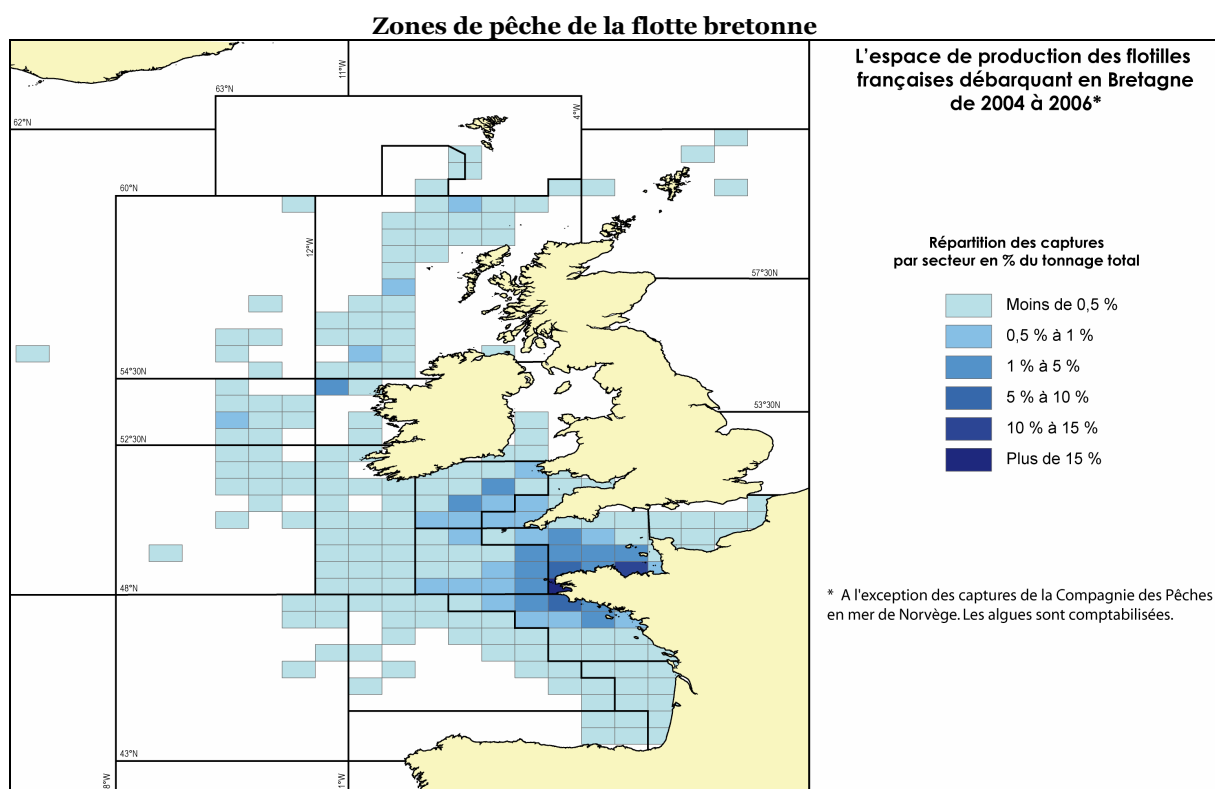 Zones de pêche de la flotte bretonne
L'espace de production des flotilles
françaises débarquant en Bretagne
de 2004 à 2006*
11°W
63°N
4°W
62°N
60°N
12°W
57°30N
54°30N
53°30N
52°30N
48°N
43°N
8°W
1°W
Répartition des captures
par secteur en % du tonnage total
Moins de 0,5 %
0,5 % à 1 %
1 % à 5 %
5 % à 10 %
10 % à 15 %
Plus de 15 %
* A l'exception des captures de la Compagnie des Pêches
en mer de Norvège. Les algues sont comptabilisées.